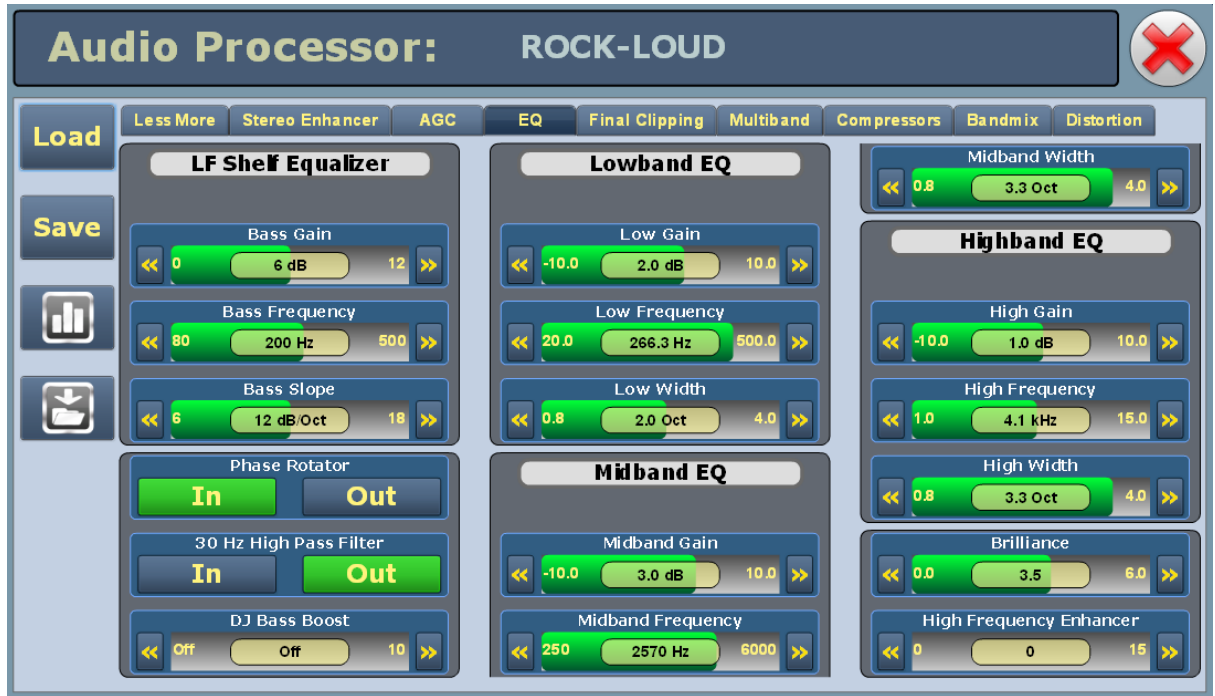 Audio Processor: ROCK-LOUD
Load
Save
Less More Stereo Enhancer AGC EQ Final Clipping Multiband Compressors Bandmix Distortion
LF Shelf Equalizer
Bass Gain
0 6 dB 12
Bass Frequency
80 200 Hz 500
Bass Slope
6 12 dB/Oct 18
Phase Rotator
In Out
30 Hz High Pass Filter
In Out
DJ Bass Boost
Off Off 10
Lowband EQ
Low Gain
-10.0 2.0 dB 10.0
Low Frequency
20.0 266.3 Hz 500.0
Low Width
0.8 2.0 Oct 4.0
Midband EQ
Midband Gain
-10.0 3.0 dB 10.0
Midband Frequency
250 2570 Hz 6000
Midband Width
0.8 3.3 Oct 4.0
Highband EQ
High Gain
-10.0 1.0 dB 10.0
High Frequency
1.0 4.1 kHz 15.0
High Width
0.8 3.3 Oct 4.0
Brilliance
0.0 3.5 6.0
High Frequency Enhancer
0 0 15